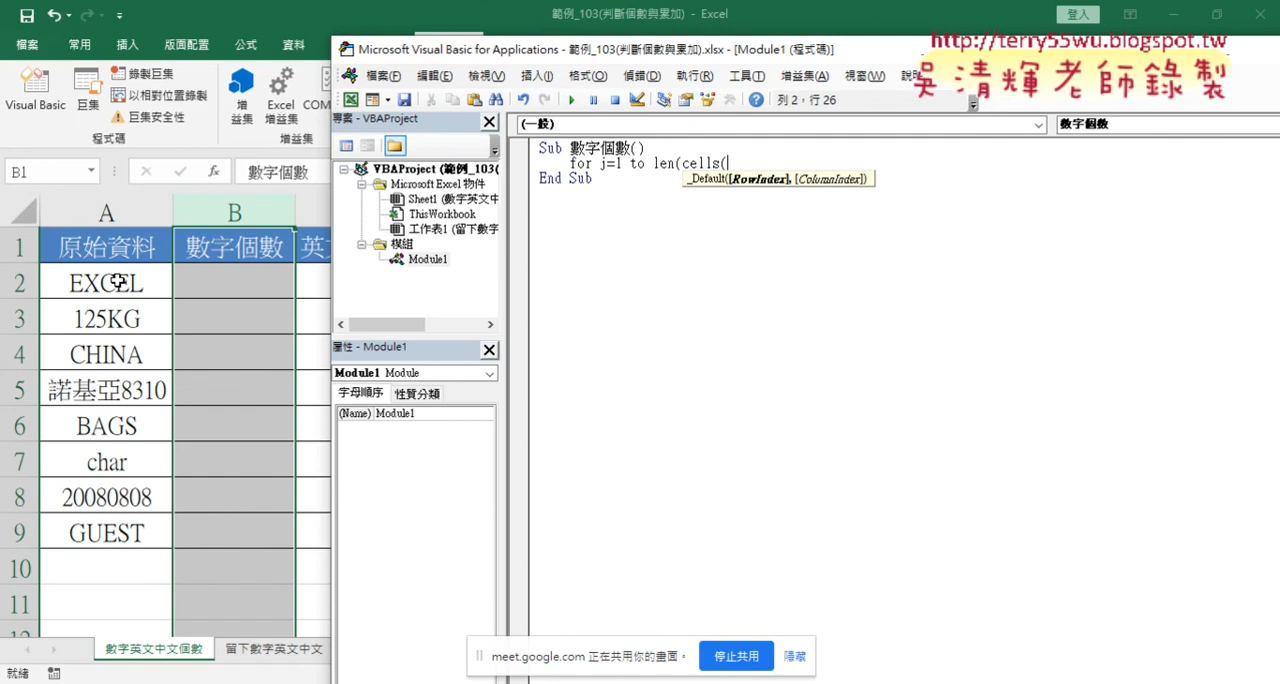 範例_103(判斷個數與累加) - Excel
登入
檔案 常用 插入 版面配置 公式 資料
Visual Basic
巨集
錄製巨集
以相對位置錄製
巨集安全性
程式碼
增
益集
Excel
增益集
COM
增益集
B1
fx
數字個數
A B
1 原始資料 數字個數
2 EXCEL
3 125KG
4 CHINA
5 諾基亞8310
6 BAGS
7 char
8 20080808
9 GUEST
10
11
數字英文中文個數 留下數字英文中文
就緒
Microsoft Visual Basic for Applications - 範例_103(判斷個數與累加).xlsx - [Module1 (程式碼)]
檔案(F) 編輯(E) 檢視(V) 插入(I) 格式(O) 偵錯(D) 執行(R) 工具(T) 增益集(A) 視窗(W)
列 2，行 26
http://terry55wu.blogspot.tw
吳清輝老師錄製
專案 - VBAProject
VBAProject (範例_103(
Microsoft Excel 物件
Sheet1 (數字英文中
ThisWorkbook
工作表1 (留下數字
模組
Module1
屬性 - Module1
Module1 Module
字母順序 性質分類
(Name) Module1
(一般)
數字個數
Sub 數字個數()
for j=1 to len(cells(
End Sub
_Default([RowIndex], [ColumnIndex])
meet.google.com 正在共用你的畫面。
停止共用
隱藏